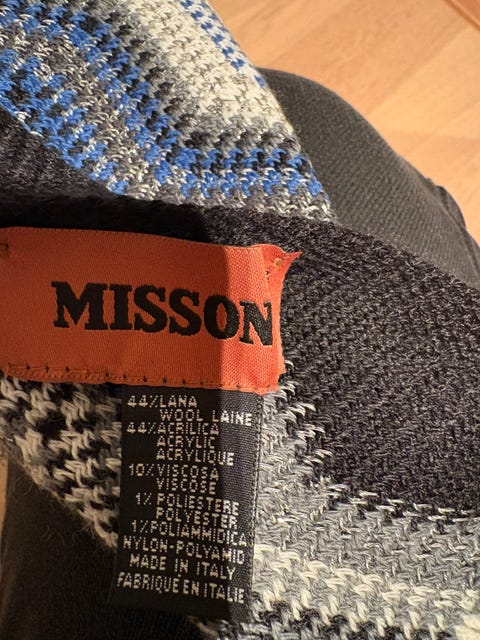 MISSON
44%LANA
WOOL LAINE
44%ACRILICA
ACRYLIC
ACRYLIQUE
10%VISCOSA
VISCOSE
1%POLIESTERE
POLYESTER
1%POLIAMMIDICA
NYLON-POLYAMID
MADE IN ITALY
FABRIQUÉ EN ITALIE